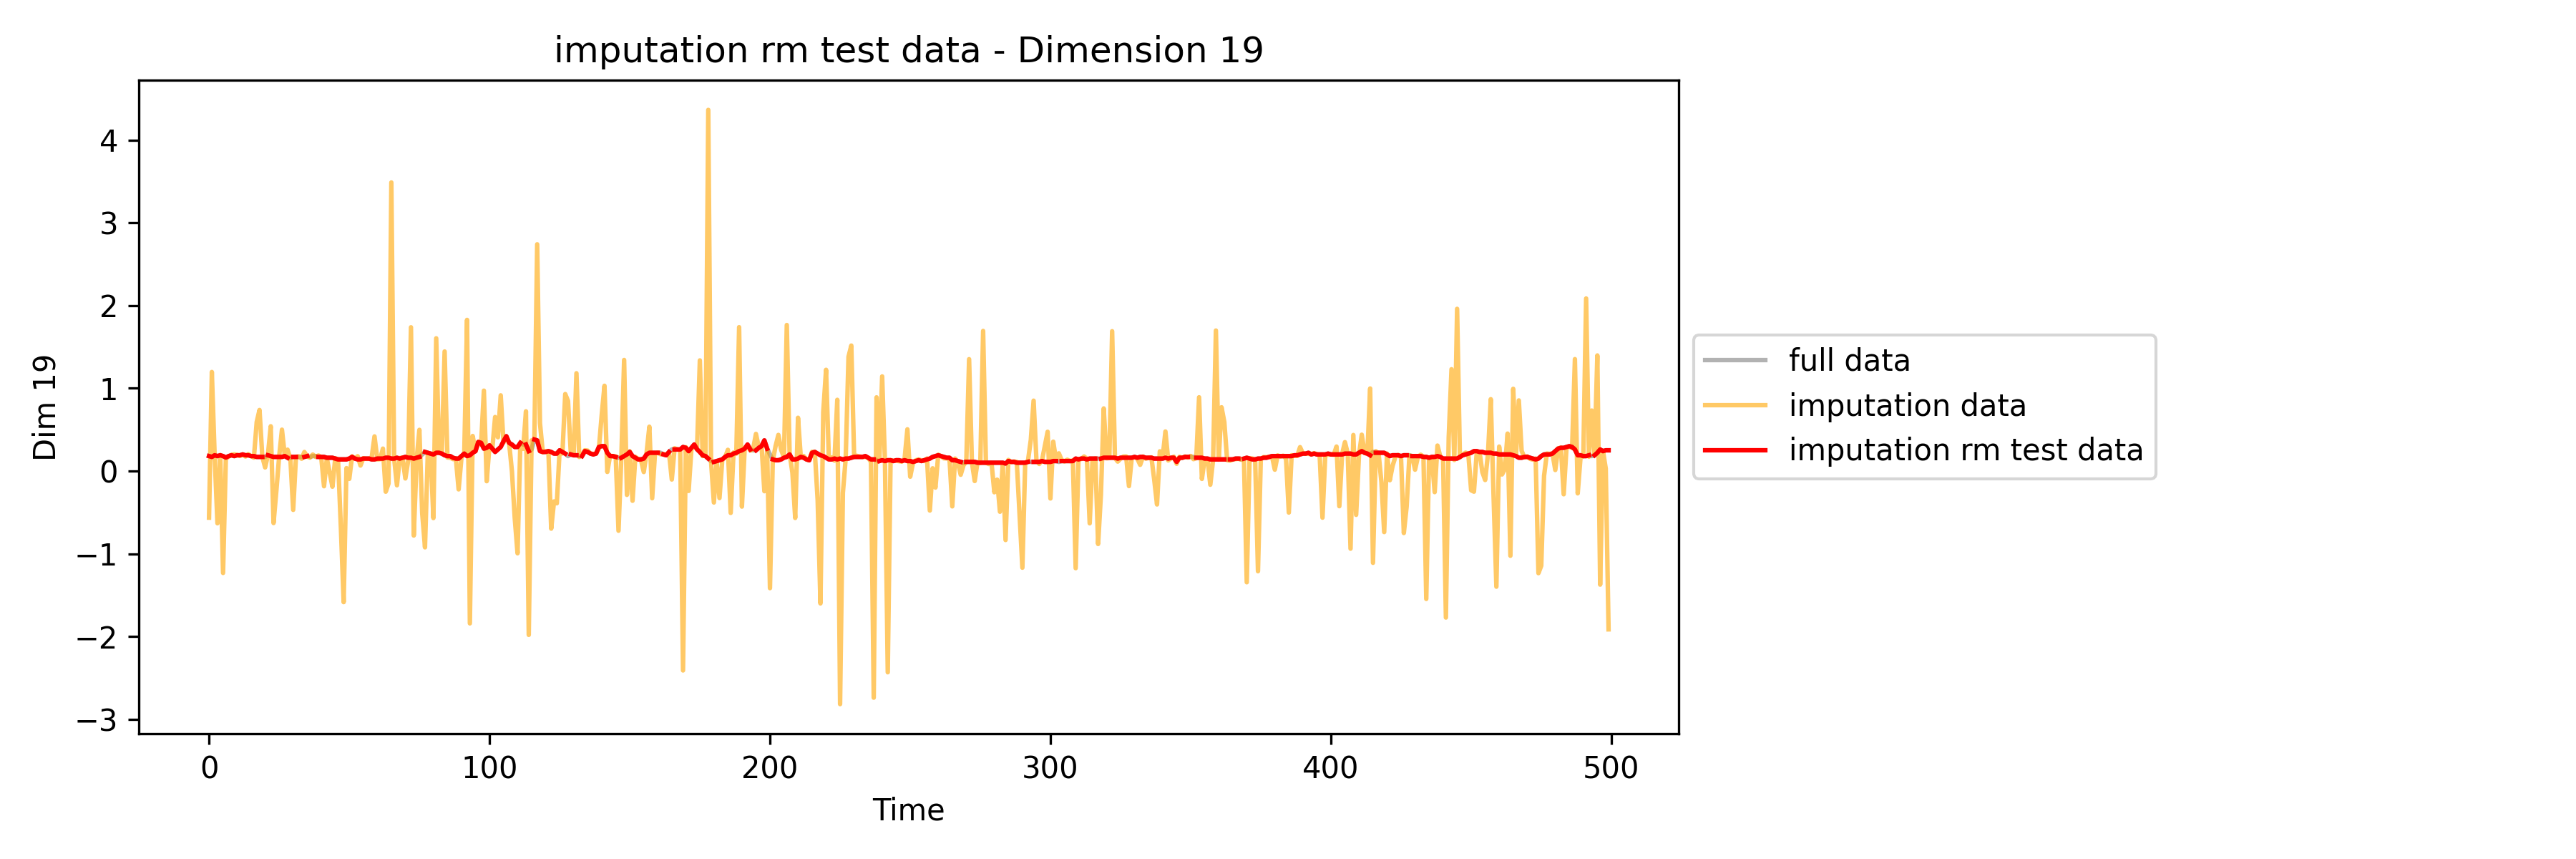 imputation rm test data - Dimension 19
Dim 19
4
3
2
1
0
−1
−2
−3
0 100 200 300 400 500
Time
full data
imputation data
imputation rm test data